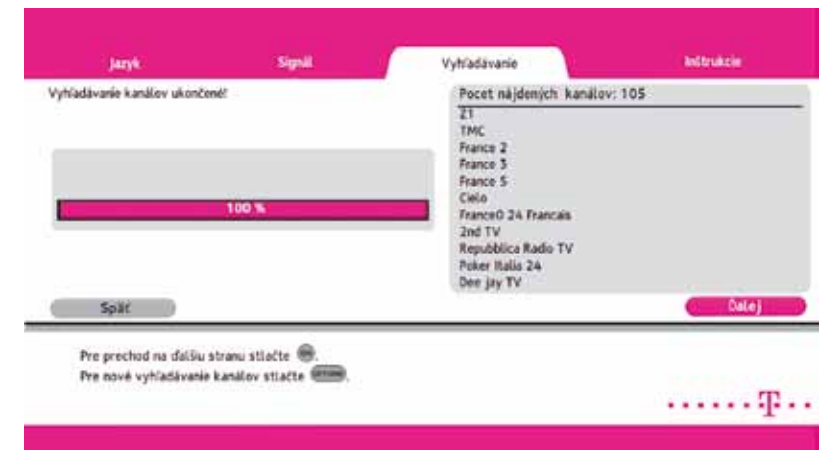 Jazyk
Signál
Vyhľadávanie
Inštrukcie
Vyhľadávanie kanálov ukončené!
Pocet nájdených kanálov: 105
Z1
TMC
France 2
France 3
France 5
Cielo
FranceO 24 Francais
2nd TV
Repubblica Radio TV
Poker Italia 24
Dee jay TV
100 %
Späť
Ďalej
Pre prechod na ďalšiu stranu stlačte
Pre nové vyhľadávanie kanálov stlačte
T